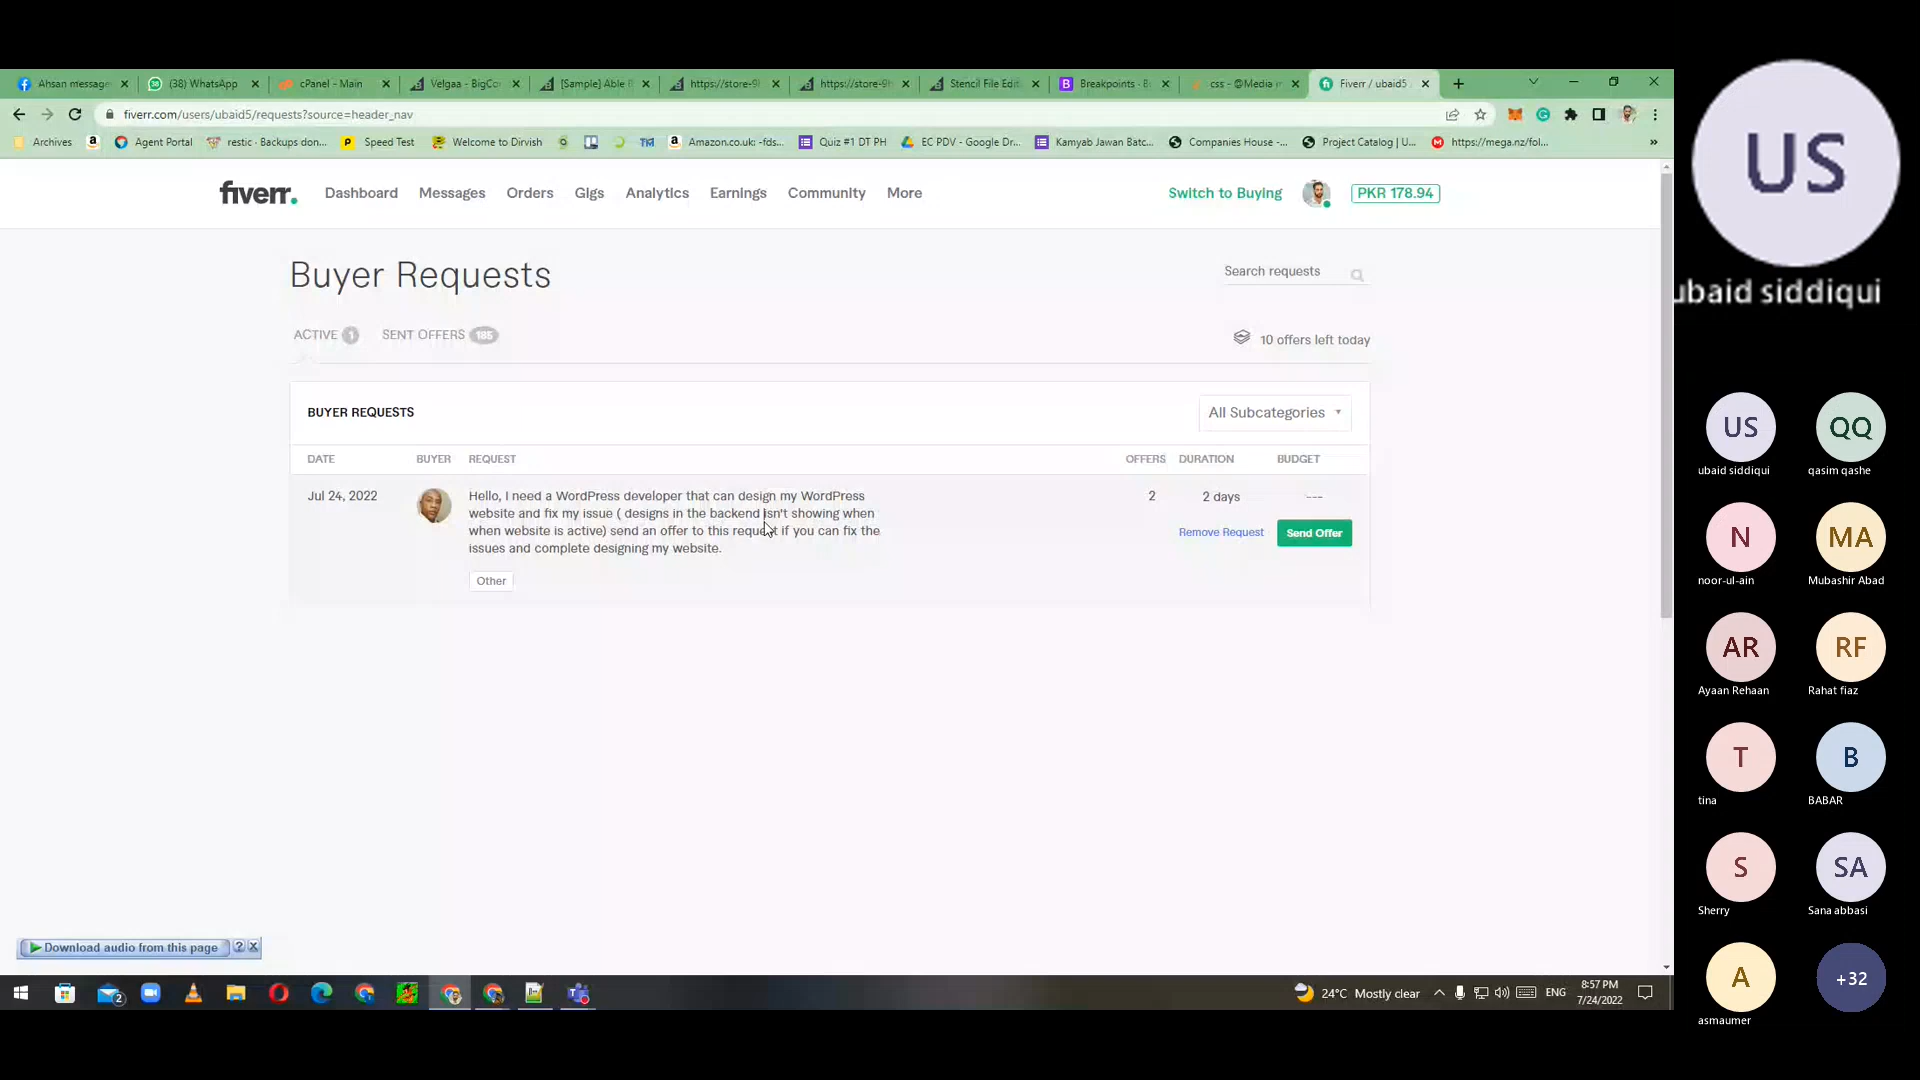 Ahsan message
(38) WhatsApp
cPanel - Main
Velgaa - BigCo
[Sample] Able
https://store-9
https://store-9h
Stencil File Edit
Breakpoints - B
css - @Media
Fiverr / ubaid5
fiverr.com/users/ubaid5/requests?source=header_nav
Archives
Agent Portal
restic · Backups don...
Speed Test
Welcome to Dirvish
TM
Amazon.co.uk: -fds...
Quiz #1 DT PH
EC PDV - Google Dr...
Kamyab Jawan Batc...
Companies House -...
Project Catalog | U...
https://mega.nz/fol...
»
fiverr.
Dashboard
Messages
Orders
Gigs
Analytics
Earnings
Community
More
Switch to Buying
PKR 178.94
Buyer Requests
Search requests
ACTIVE 1
SENT OFFERS 185
10 offers left today
BUYER REQUESTS
All Subcategories
DATE
BUYER
REQUEST
OFFERS
DURATION
BUDGET
Jul 24, 2022
Hello, I need a WordPress developer that can design my WordPress
website and fix my issue ( designs in the backend isn't showing when
when website is active) send an offer to this request if you can fix the
issues and complete designing my website.
Other
2
2 days
---
Remove Request
Send Offer
Download audio from this page
?
2
24°C Mostly clear
ENG
8:57 PM
7/24/2022
US
ubaid siddiqui
US
ubaid siddiqui
QQ
qasim qashe
N
noor-ul-ain
MA
Mubashir Abad
AR
Ayaan Rehaan
RF
Rahat fiaz
T
tina
B
BABAR
S
Sherry
SA
Sana abbasi
A
asmaumer
+32